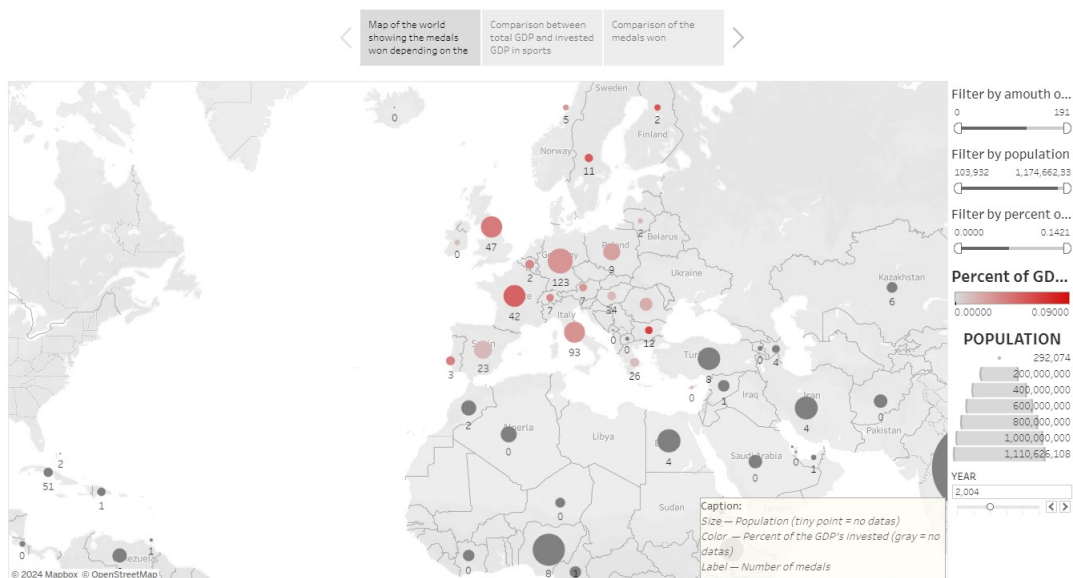 Map of the world
showing the medals
won depending on the
Comparison between
total GDP and invested
GDP in sports
Comparison of the
medals won
Filter by amouth o...
0 191
Filter by population
103,932 1,174,662,33
Filter by percent o...
0.0000 0.1421
Percent of GD...
0.00000 0.09000
POPULATION
292,074
200,000,000
400,000,000
600,000,000
800,000,000
1,000,000,000
1,110,626,108
YEAR
2,004
Sweden
0
5
2
Finland
Norway
11
2
Belarus
47
0
Poland
2
123
9
Ukraine
Kazakhstan
6
42
7
7
34
Italy
0
0
12
93
3
23
26
8
0
4
Iraq
1
0
Iran
4
0
Pakistan
2
0
Libya
4
Saudi Arabia
0
0
1
2
51
1
0
Sudan
0
1
0
8
1
Caption:
Size — Population (tiny point = no datas)
Color — Percent of the GDP's invested (gray = no
datas)
Label — Number of medals
© 2024 Mapbox © OpenStreetMap